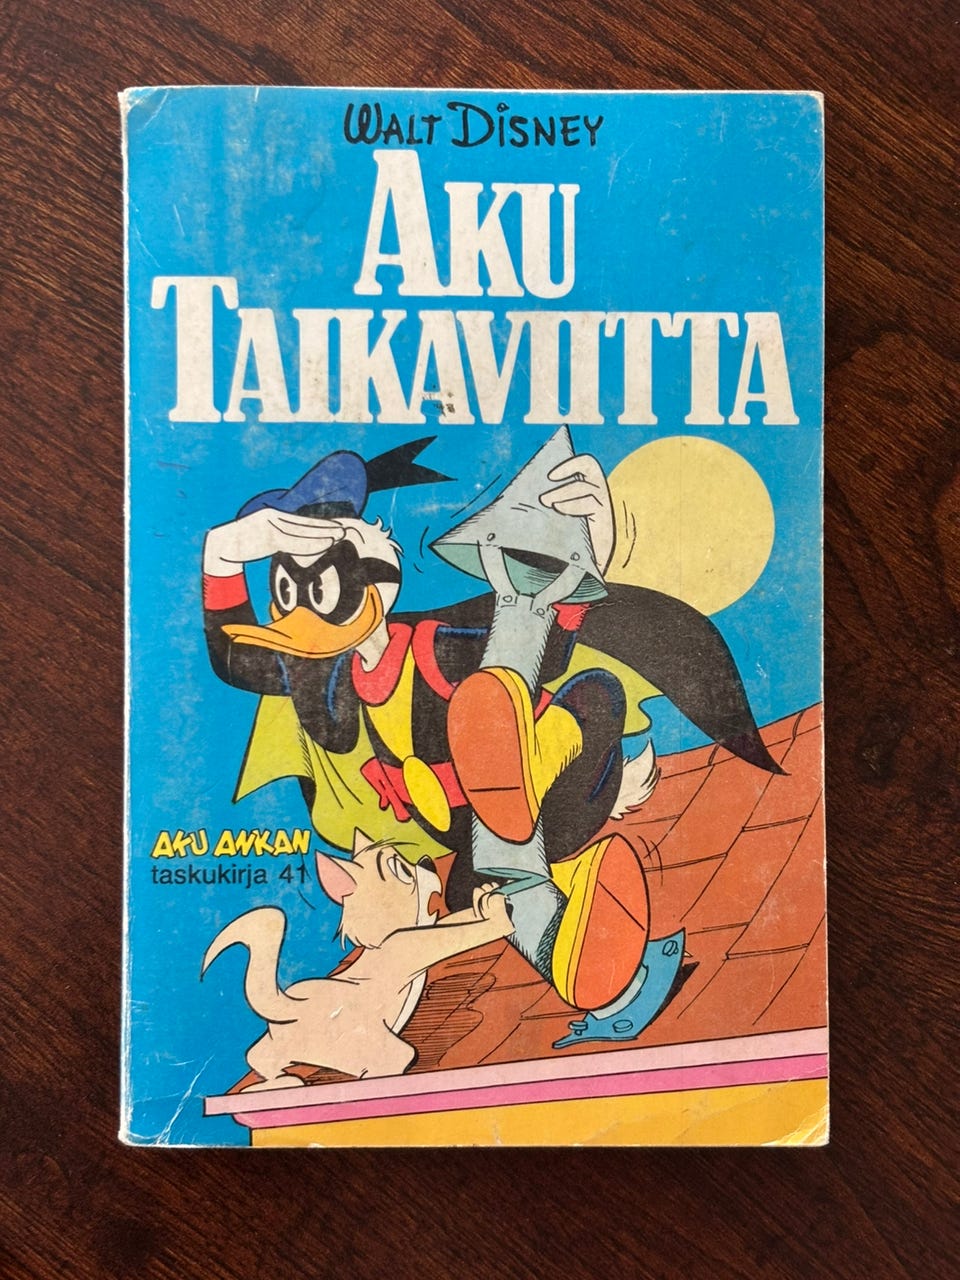 WALT DISNEY
AKU
TAIKAVIITTA
AKU ANKAN
taskukirja 41